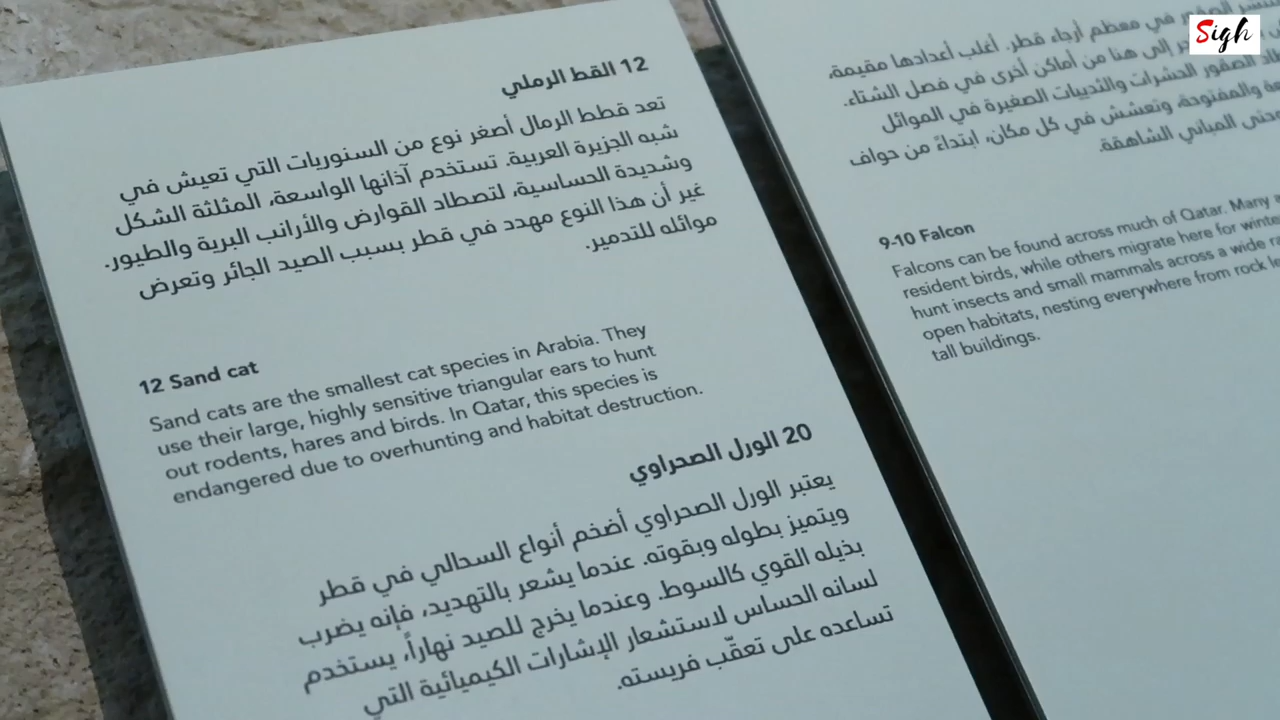 12 القط الرملي
تعد قطط الرمال أصغر نوع من السنوريات التي تعيش في
شبه الجزيرة العربية. تستخدم آذانها الواسعة، المثلثة الشكل
وشديدة الحساسية، لتصطاد القوارض والأرانب البرية والطيور.
غير أن هذا النوع مهدد في قطر بسبب الصيد الجائر وتعرض
موائله للتدمير.
12 Sand cat
Sand cats are the smallest cat species in Arabia. They
use their large, highly sensitive triangular ears to hunt
out rodents, hares and birds. In Qatar, this species is
endangered due to overhunting and habitat destruction.
20 الورل الصحراوي
يعتبر الورل الصحراوي أضخم أنواع السحالي في قطر
ويتميز بطوله وبقوته. عندما يشعر بالتهديد، فإنه يضرب
بذيله القوي كالسوط. وعندما يخرج للصيد نهاراً، يستخدم
لسانه الحساس لاستشعار الإشارات الكيميائية التي
تساعده على تعقّب فريسته.
الصقور في معظم أرجاء قطر. أغلب أعدادها مقيمة،
إلى هنا من أماكن أخرى في فصل الشتاء.
الصقور الحشرات والثدييات الصغيرة في الموائل
والمفتوحة، وتعشش في كل مكان، ابتداءً من حواف
المباني الشاهقة.
9-10 Falcon
Falcons can be found across much of Qatar. Many
resident birds, while others migrate here for winter
hunt insects and small mammals across a wide
open habitats, nesting everywhere from rock
tall buildings.
Sigh